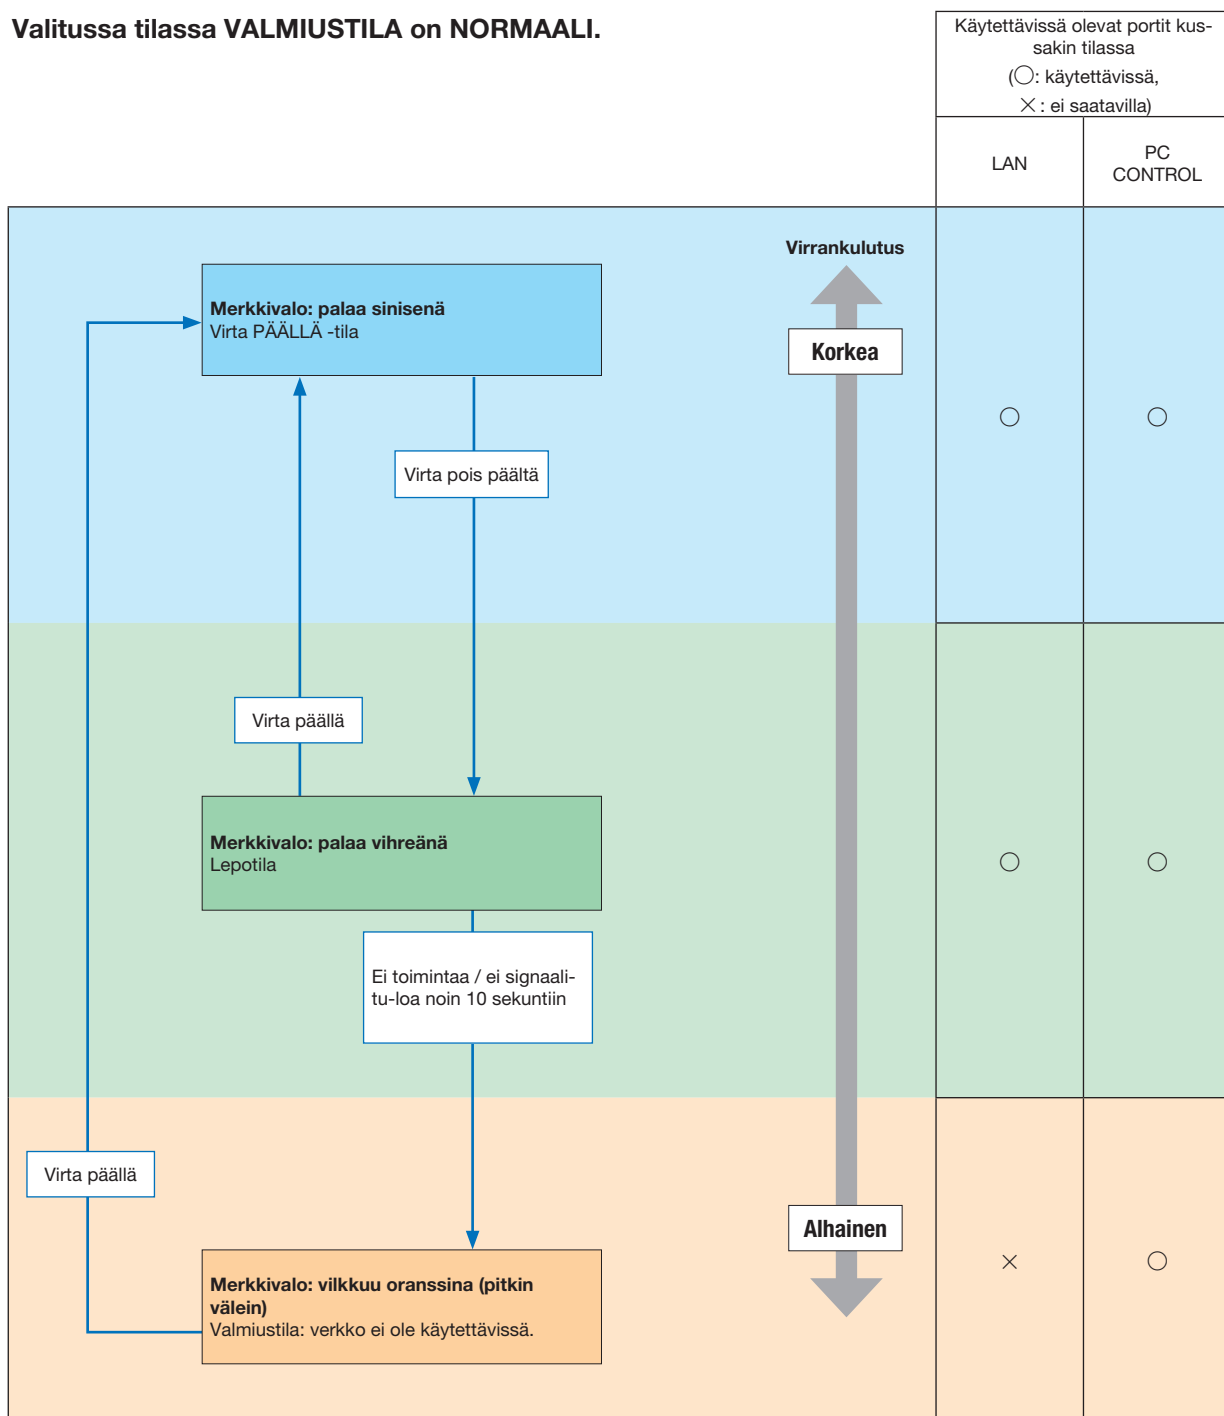 Valitussa tilassa VALMIUSTILA on NORMAALI.
Käytettävissä olevat portit kus-
sakin tilassa
(○: käytettävissä,
×: ei saatavilla)
LAN
PC
CONTROL
Virrankulutus
Merkkivalo: palaa sinisenä
Virta PÄÄLLÄ -tila
Korkea
○ ○
Virta pois päältä
Virta päällä
Merkkivalo: palaa vihreänä
Lepotila
○ ○
Ei toimintaa / ei signaali-
tu-loa noin 10 sekuntiin
Virta päällä
Alhainen
× ○
Merkkivalo: vilkkuu oranssina (pitkin
välein)
Valmiustila: verkko ei ole käytettävissä.